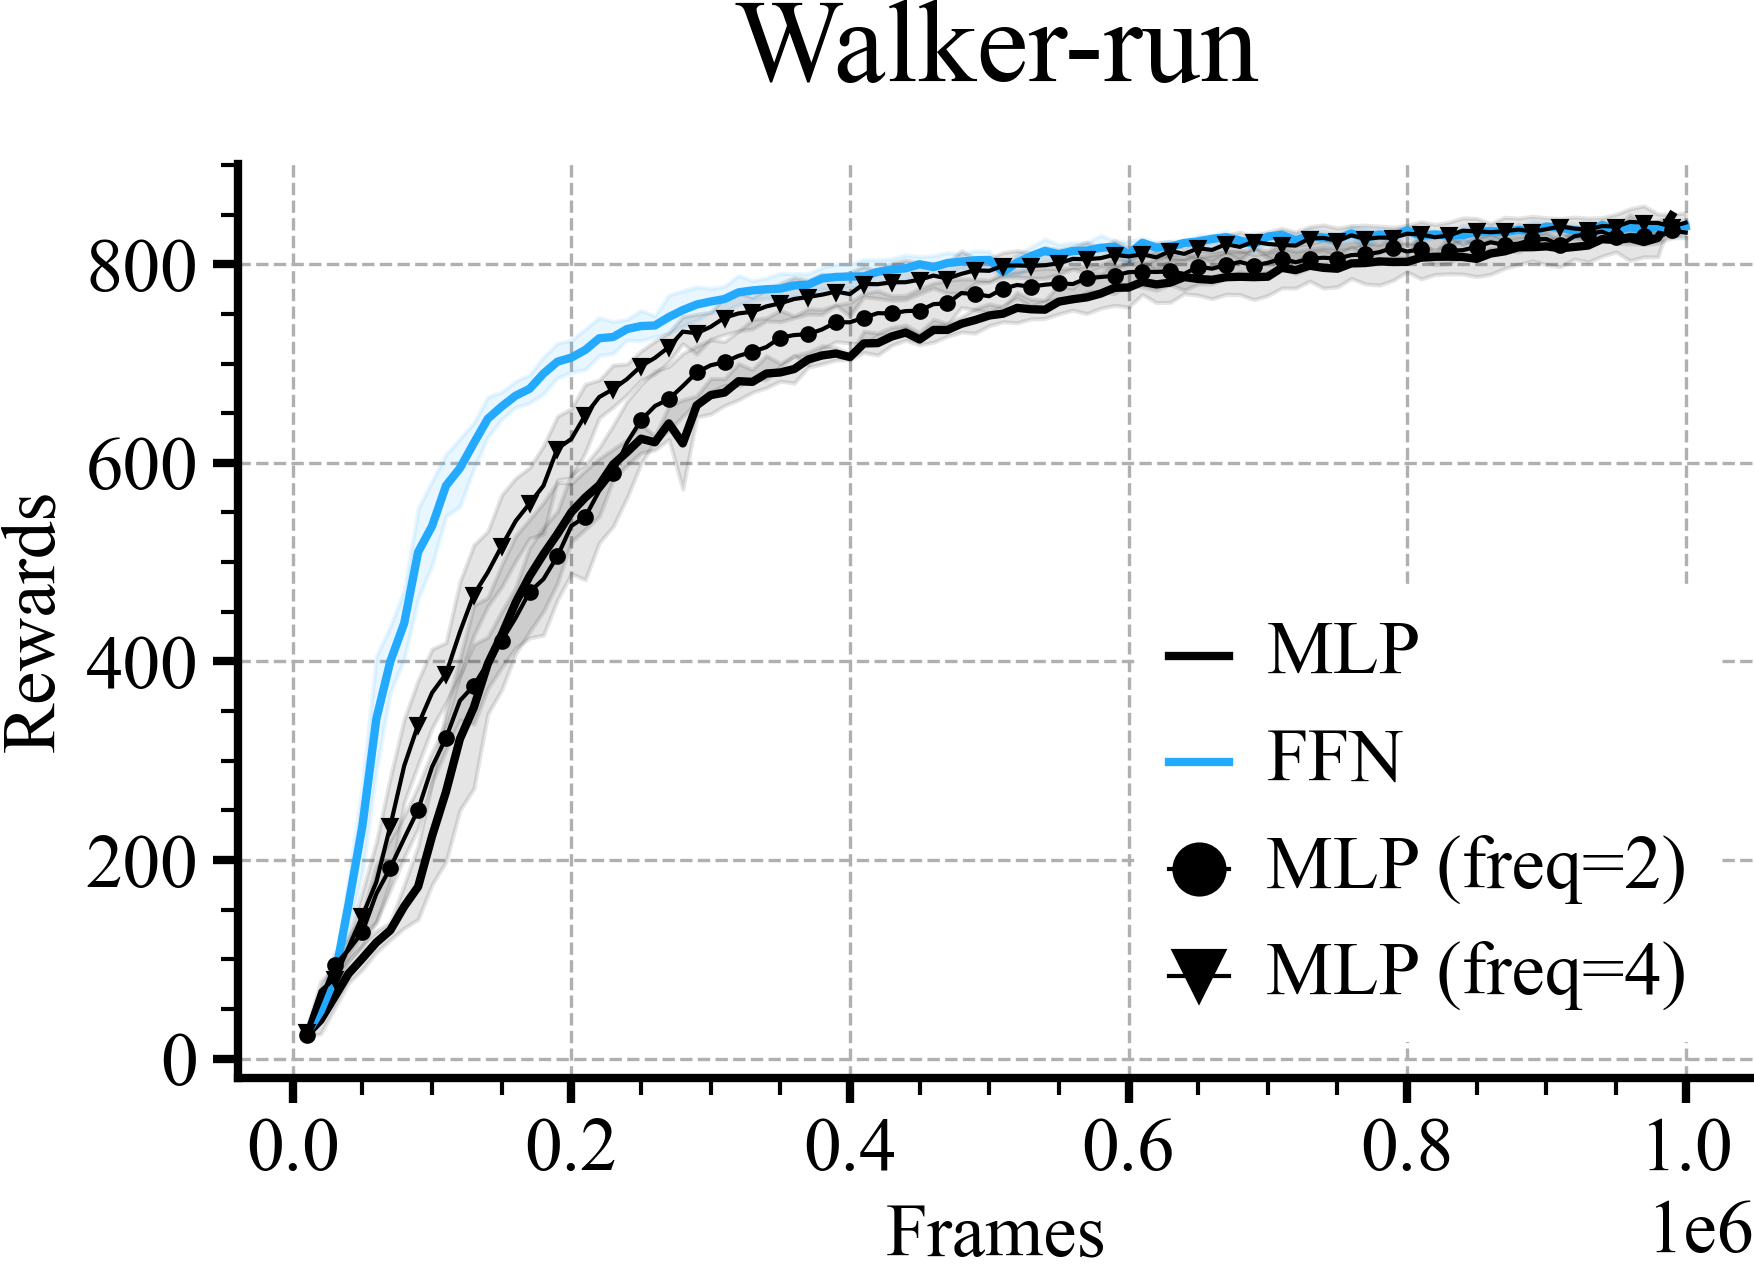 Walker-run
Rewards
800
600
400
200
0
MLP
FFN
MLP (freq=2)
MLP (freq=4)
0.0 0.2 0.4 0.6 0.8 1.0
Frames
1e6